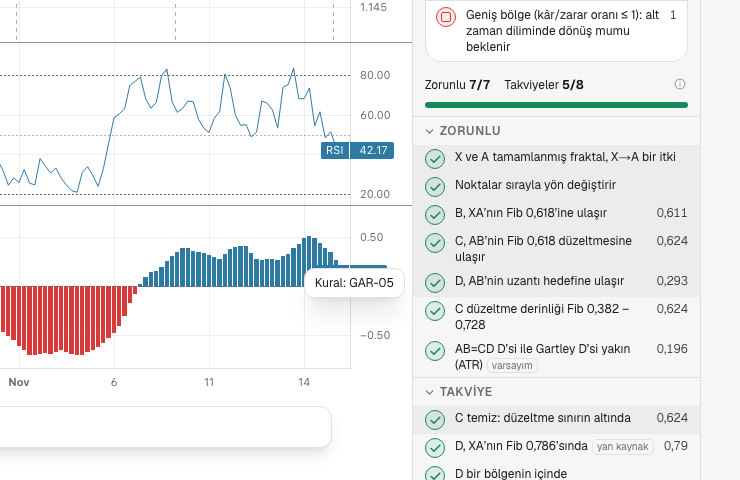 1.145
80.00
60.00
RSI 42.17
20.00
0.50
Kural: GAR-05
−0.50
Nov 6 11 14
Geniş bölge (kâr/zarar oranı ≤ 1): alt 1
zaman diliminde dönüş mumu
beklenir
Zorunlu 7/7 Takviyeler 5/8
ZORUNLU
X ve A tamamlanmış fraktal, X→A bir itki
Noktalar sırayla yön değiştirir
B, XA’nın Fib 0,618’ine ulaşır 0,611
C, AB’nin Fib 0,618 düzeltmesine 0,624
ulaşır
D, AB’nin uzantı hedefine ulaşır 0,293
C düzeltme derinliği Fib 0,382 – 0,624
0,728
AB=CD D’si ile Gartley D’si yakın 0,196
(ATR) varsayım
TAKVİYE
C temiz: düzeltme sınırın altında 0,624
D, XA’nın Fib 0,786’sında yan kaynak 0,79
D bir bölgenin içinde